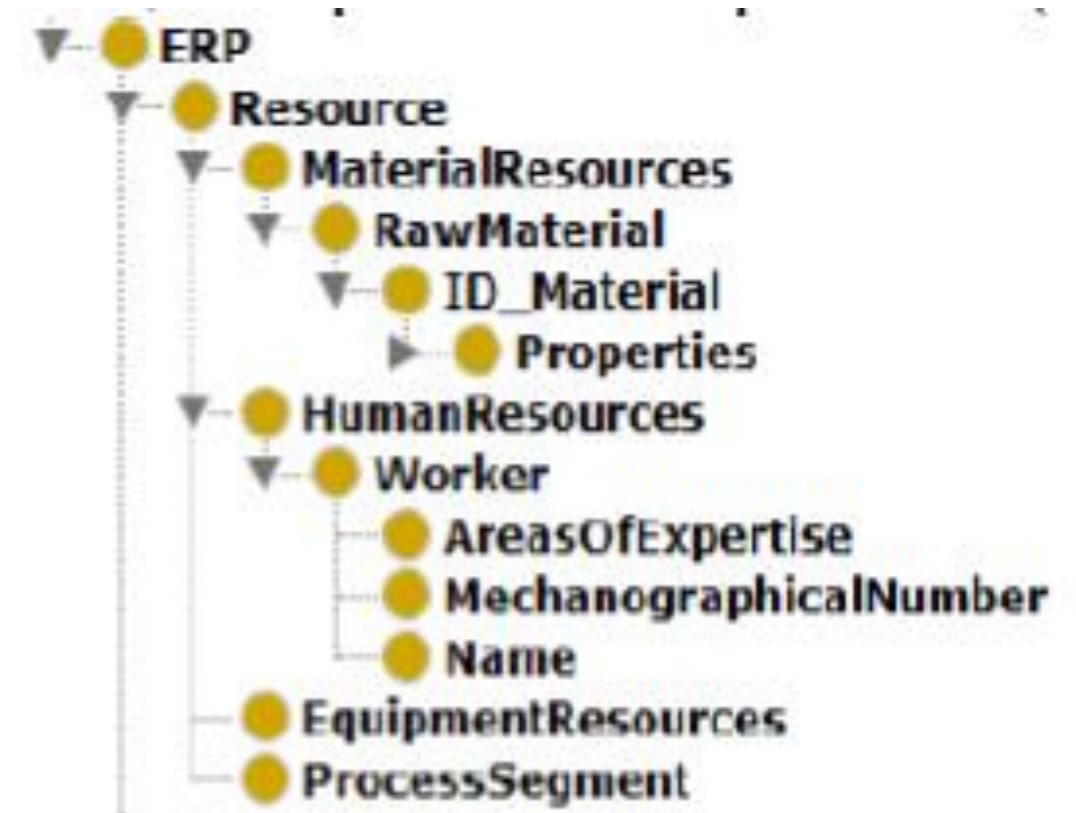 ERP
Resource
MaterialResources
RawMaterial
ID_Material
Properties
HumanResources
Worker
AreasOfExpertise
MechanographicalNumber
Name
EquipmentResources
ProcessSegment